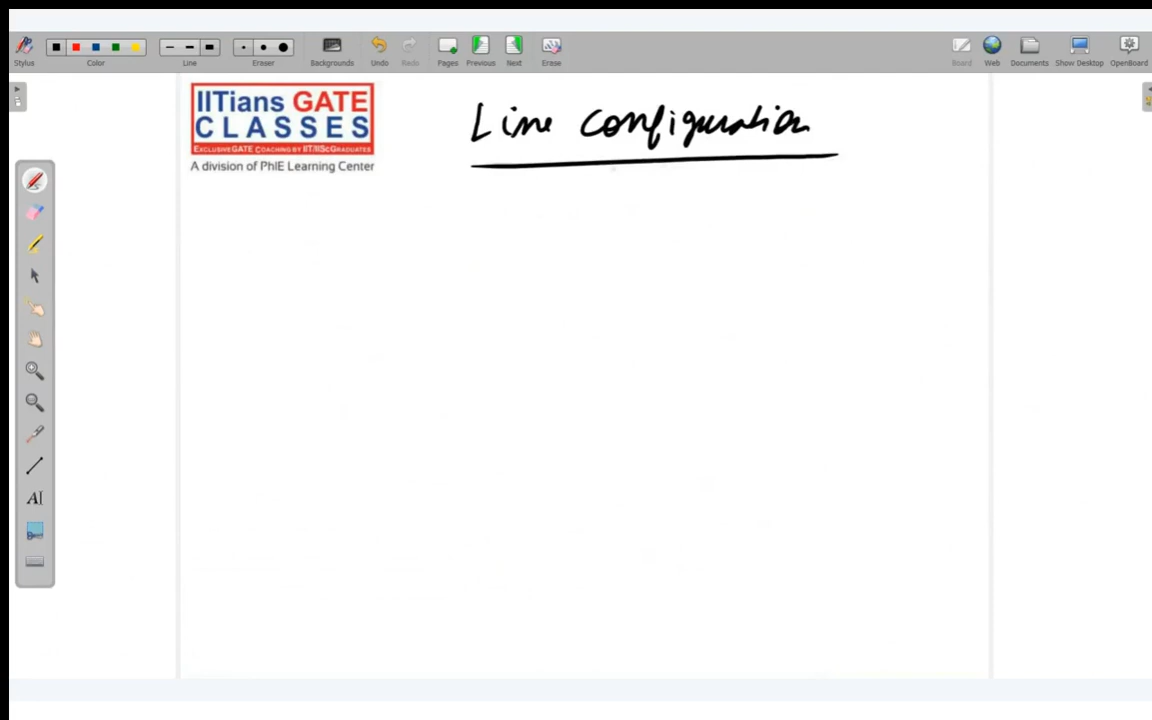 Stylus Color Line Eraser Backgrounds Undo Redo Pages Previous Next Erase Board Web Documents Show Desktop OpenBoard
IITians GATE
CLASSES
EXCLUSIVE GATE COACHING BY IIT/IISc GRADUATES
A division of PhIE Learning Center
Line configuration
AI